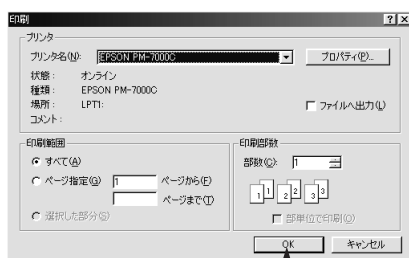 印刷
プリンタ
プリンタ名(N): EPSON PM-7000C プロパティ(P)...
状態: オンライン
種類: EPSON PM-7000C
場所: LPT1: ファイルへ出力(L)
コメント:
印刷範囲
すべて(A)
ページ指定(G) 1 ページから(F)
ページまで(T)
選択した部分(S)
印刷部数
部数(C): 1
1 1 2 2 3 3
部単位で印刷(O)
OK キャンセル